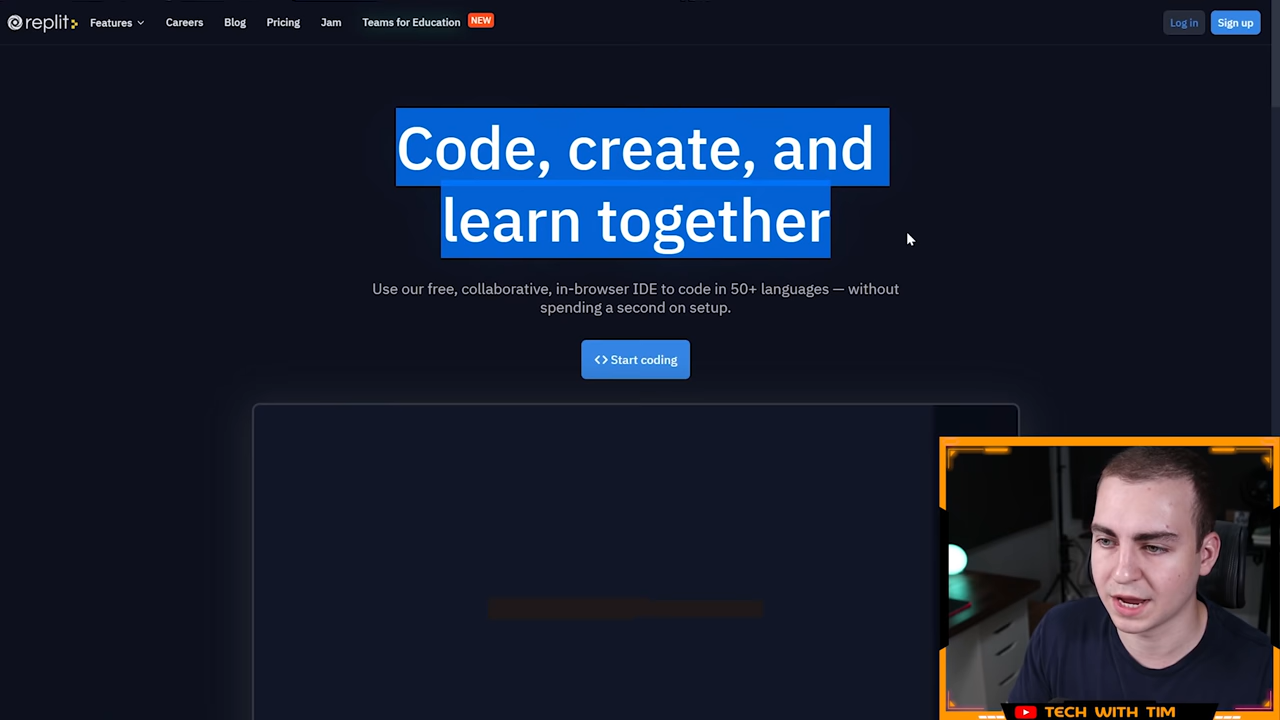 replit
Features
Careers
Blog
Pricing
Jam
Teams for Education
NEW
Log in
Sign up
Code, create, and
learn together
Use our free, collaborative, in-browser IDE to code in 50+ languages — without
spending a second on setup.
<> Start coding
TECH WITH TIM